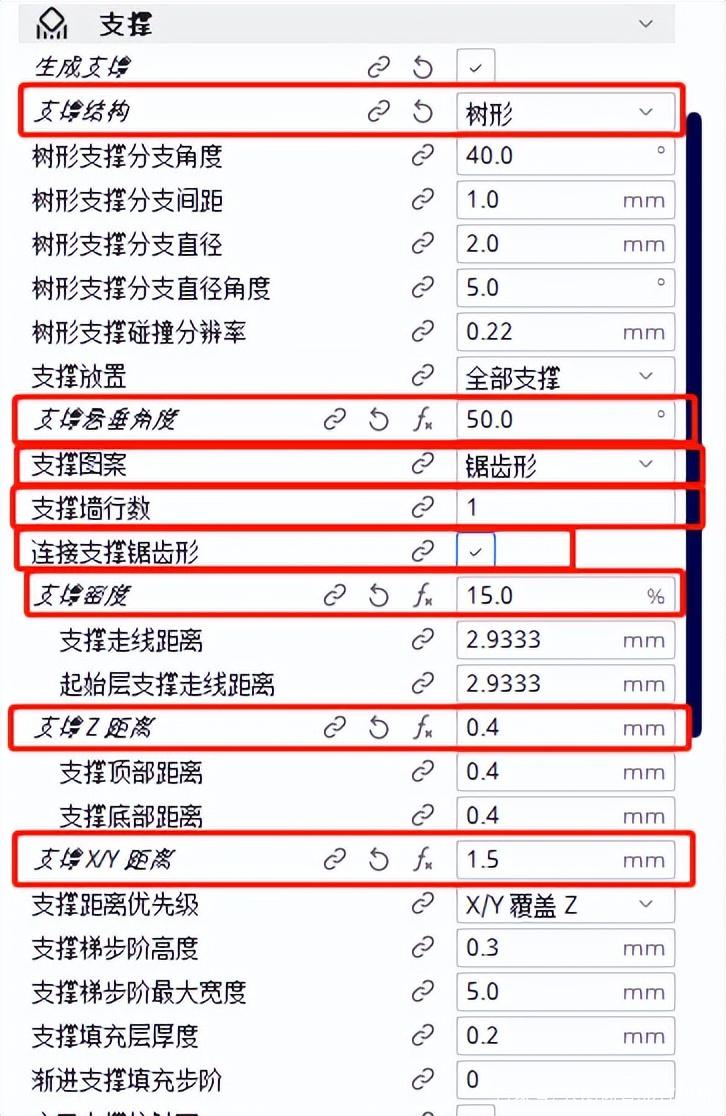 支撑
生成支撑
支撑结构 树形
树形支撑分支角度 40.0 °
树形支撑分支间距 1.0 mm
树形支撑分支直径 2.0 mm
树形支撑分支直径角度 5.0 °
树形支撑碰撞分辨率 0.22 mm
支撑放置 全部支撑
支撑悬垂角度 fx 50.0 °
支撑图案 锯齿形
支撑墙行数 1
连接支撑锯齿形
支撑密度 fx 15.0 %
支撑走线距离 2.9333 mm
起始层支撑走线距离 2.9333 mm
支撑 Z 距离 fx 0.4 mm
支撑顶部距离 0.4 mm
支撑底部距离 0.4 mm
支撑 X/Y 距离 fx 1.5 mm
支撑距离优先级 X/Y 覆盖 Z
支撑梯步阶高度 0.3 mm
支撑梯步阶最大宽度 5.0 mm
支撑填充层厚度 0.2 mm
渐进支撑填充步阶 0